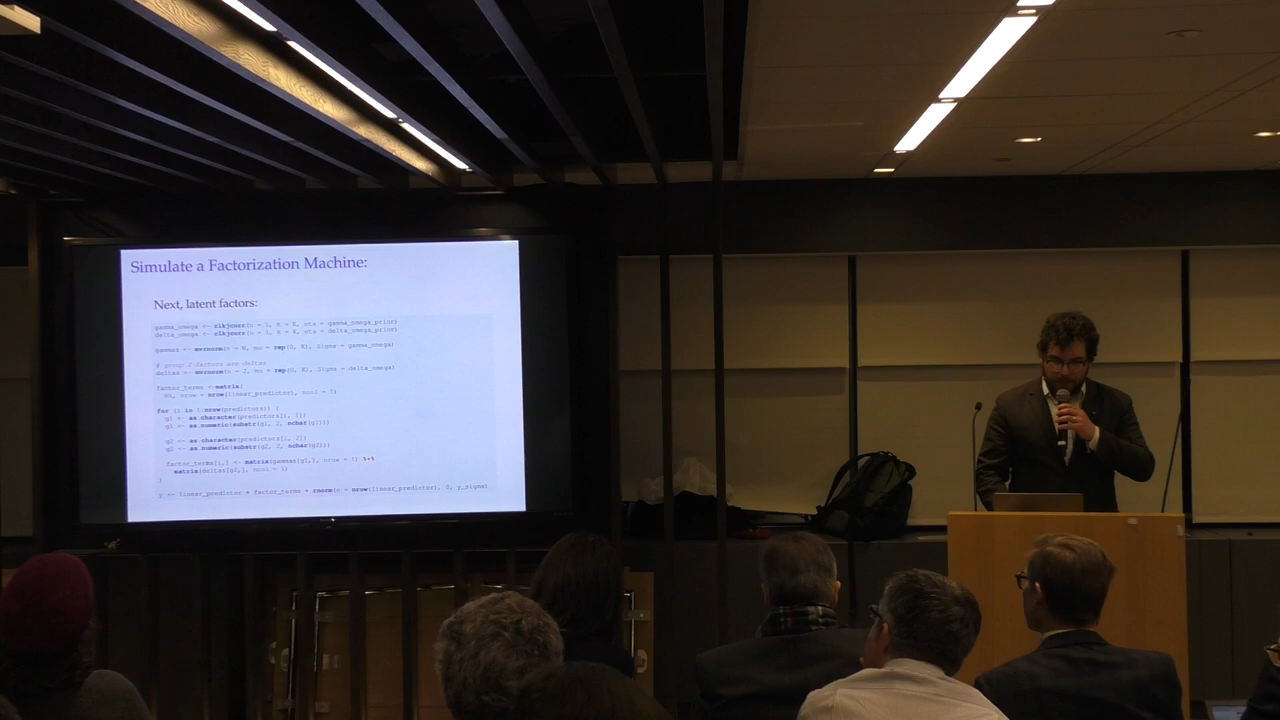 Simulate a Factorization Machine:
Next, latent factors:
gamma_omega <- rlkjcorr(n = 1, K = K, eta = gamma_omega_prior)
delta_omega <- rlkjcorr(n = 1, K = K, eta = delta_omega_prior)
gammas <- mvrnorm(n = N, mu = rep(0, K), Sigma = gamma_omega)
# group 2 factors are deltas
deltas <- mvrnorm(n = J, mu = rep(0, K), Sigma = delta_omega)
factor_terms <-matrix(
NA, nrow = nrow(linear_predictor), ncol = 1)
for (i in 1:nrow(predictors)) {
g1 <- as.character(predictors[i, 1])
g1 <- as.numeric(substr(g1, 2, nchar(g1)))
g2 <- as.character(predictors[i, 2])
g2 <- as.numeric(substr(g2, 2, nchar(g2)))
factor_terms[i,] <- matrix(gammas[g1,], nrow = 1) %*%
matrix(deltas[g2,], ncol = 1)
}
y <- linear_predictor + factor_terms + rnorm(n = nrow(linear_predictor), 0, y_sigma)